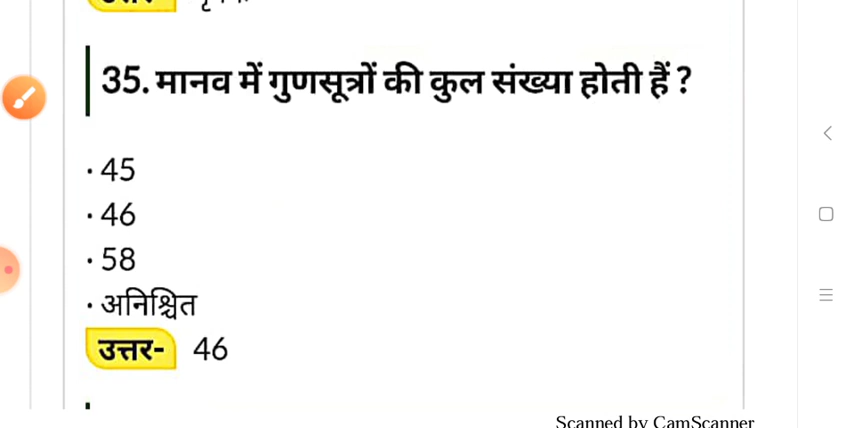 35. मानव में गुणसूत्रों की कुल संख्या होती हैं ?
· 45
· 46
· 58
· अनिश्चित
उत्तर- 46
Scanned by CamScanner